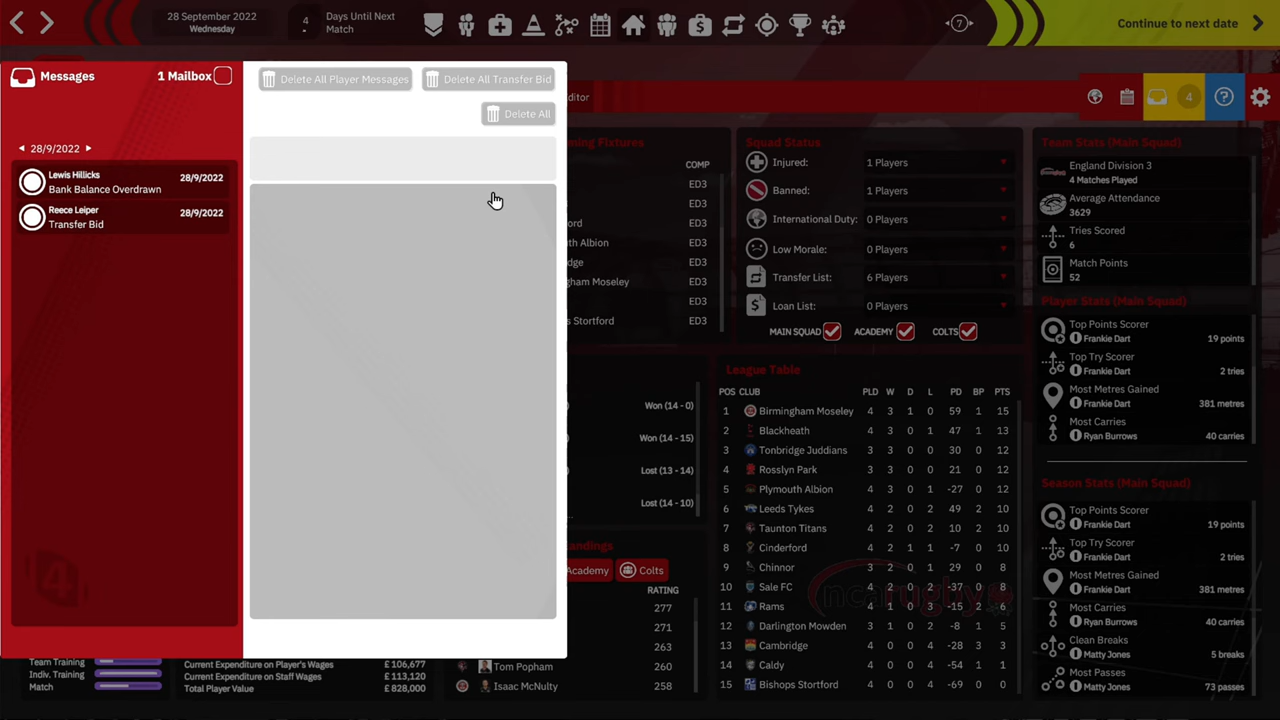 28 September 2022
Wednesday
4
Days Until Next
Match
7
Continue to next date
Messages
1 Mailbox
Delete All Player Messages
Delete All Transfer Bid
Delete All
28/9/2022
Lewis Hillicks
28/9/2022
Bank Balance Overdrawn
Reece Leiper
28/9/2022
Transfer Bid
4
ditor
4
?
ming Fixtures
COMP
ED3
ED3
ord ED3
uth Albion ED3
dge ED3
ngham Moseley ED3
ED3
s Stortford ED3
Squad Status
Injured: 1 Players
Banned: 1 Players
International Duty: 0 Players
Low Morale: 0 Players
Transfer List: 6 Players
Loan List: 0 Players
MAIN SQUAD ACADEMY COLTS
Team Stats (Main Squad)
England Division 3
4 Matches Played
Average Attendance
3629
Tries Scored
6
Match Points
52
Player Stats (Main Squad)
Top Points Scorer
Frankie Dart 19 points
Top Try Scorer
Frankie Dart 2 tries
Most Metres Gained
Frankie Dart 381 metres
Most Carries
Ryan Burrows 40 carries
Won (14 - 0)
Won (14 - 15)
Lost (13 - 14)
Lost (14 - 10)
League Table
POS CLUB PLD W D L PD BP PTS
1 Birmingham Moseley 4 3 1 0 59 1 15
2 Blackheath 4 3 0 1 47 1 13
3 Tonbridge Juddians 3 3 0 0 30 0 12
4 Rosslyn Park 3 3 0 0 21 0 12
5 Plymouth Albion 4 3 0 1 -27 0 12
6 Leeds Tykes 4 2 0 2 49 2 10
7 Taunton Titans 4 2 0 2 10 2 10
8 Cinderford 4 2 1 1 -7 0 10
9 Chinnor 3 2 0 1 29 0 8
10 Sale FC 4 2 0 2 -37 0 8
11 Rams 4 1 0 3 -15 2 6
12 Darlington Mowden 3 1 0 2 -8 1 5
13 Cambridge 4 0 0 4 -28 3 3
14 Caldy 4 0 0 4 -54 1 1
15 Bishops Stortford 4 0 0 4 -69 0 0
ncarugby
Season Stats (Main Squad)
Top Points Scorer
Frankie Dart 19 points
Top Try Scorer
Frankie Dart 2 tries
Most Metres Gained
Frankie Dart 381 metres
Most Carries
Ryan Burrows 40 carries
Clean Breaks
Matty Jones 5 breaks
Most Passes
Matty Jones 73 passes
tandings
Academy
Colts
RATING
277
271
263
Tom Popham 260
Isaac McNulty 258
Team Training
Indiv. Training
Match
Current Expenditure on Player's Wages £ 106,677
Current Expenditure on Staff Wages £ 113,120
Total Player Value £ 828,000